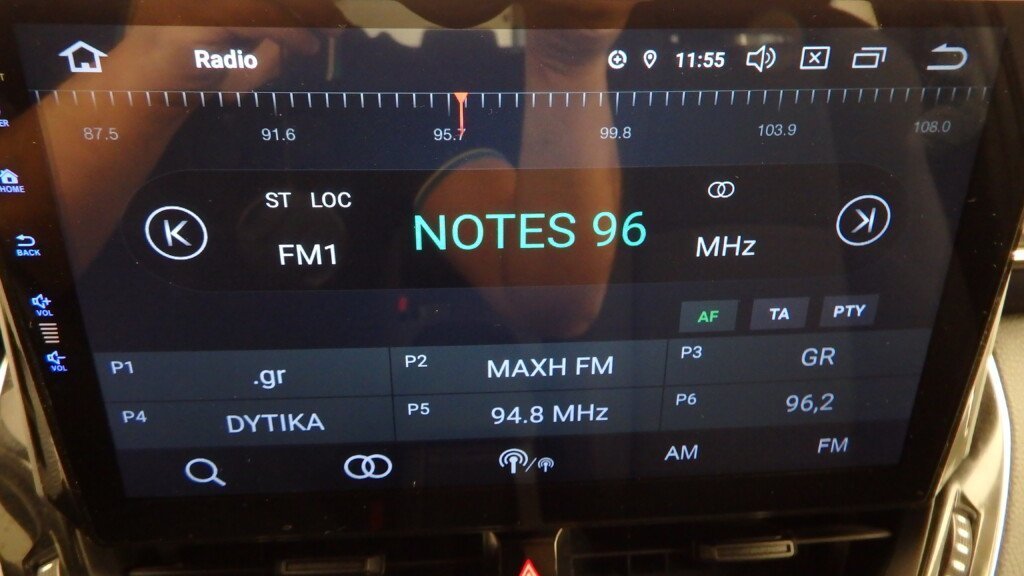 Radio 11:55
87.5 91.6 95.7 99.8 103.9 108.0
ST LOC
NOTES 96
FM1 MHz
HOME
BACK
VOL
VOL
AF TA PTY
P1 .gr P2 MAXH FM P3 GR
P4 DYTIKA P5 94.8 MHz P6 96,2
AM FM